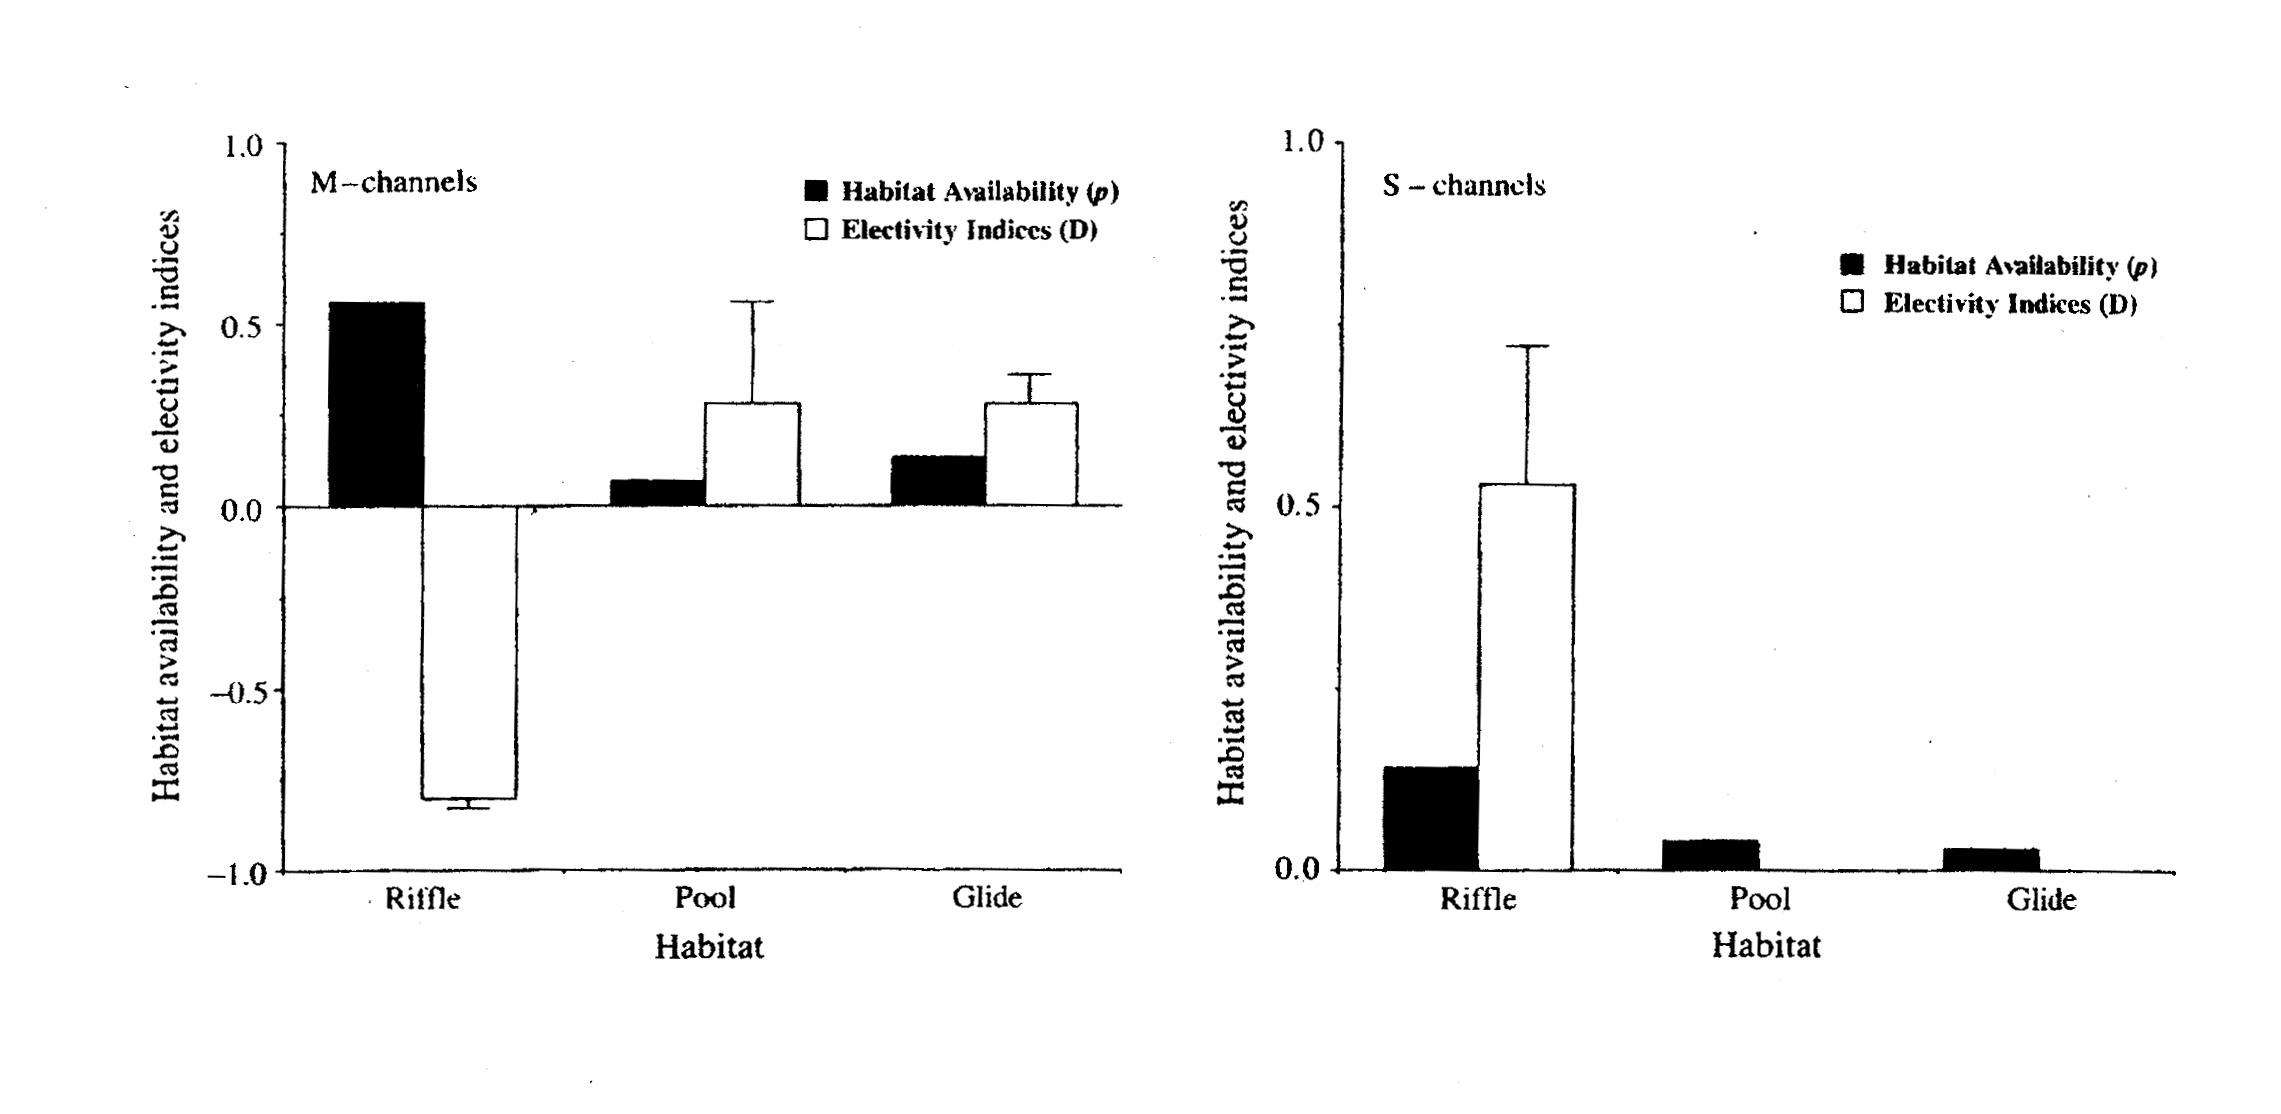 1.0
M-channels
Habitat Availability (p)
Electivity Indices (D)
0.5
0.0
-0.5
-1.0
Habitat availability and electivity indices
Riffle Pool Glide
Habitat
1.0
S - channels
Habitat Availability (p)
Electivity Indices (D)
0.5
0.0
Habitat availability and electivity indices
Riffle Pool Glide
Habitat